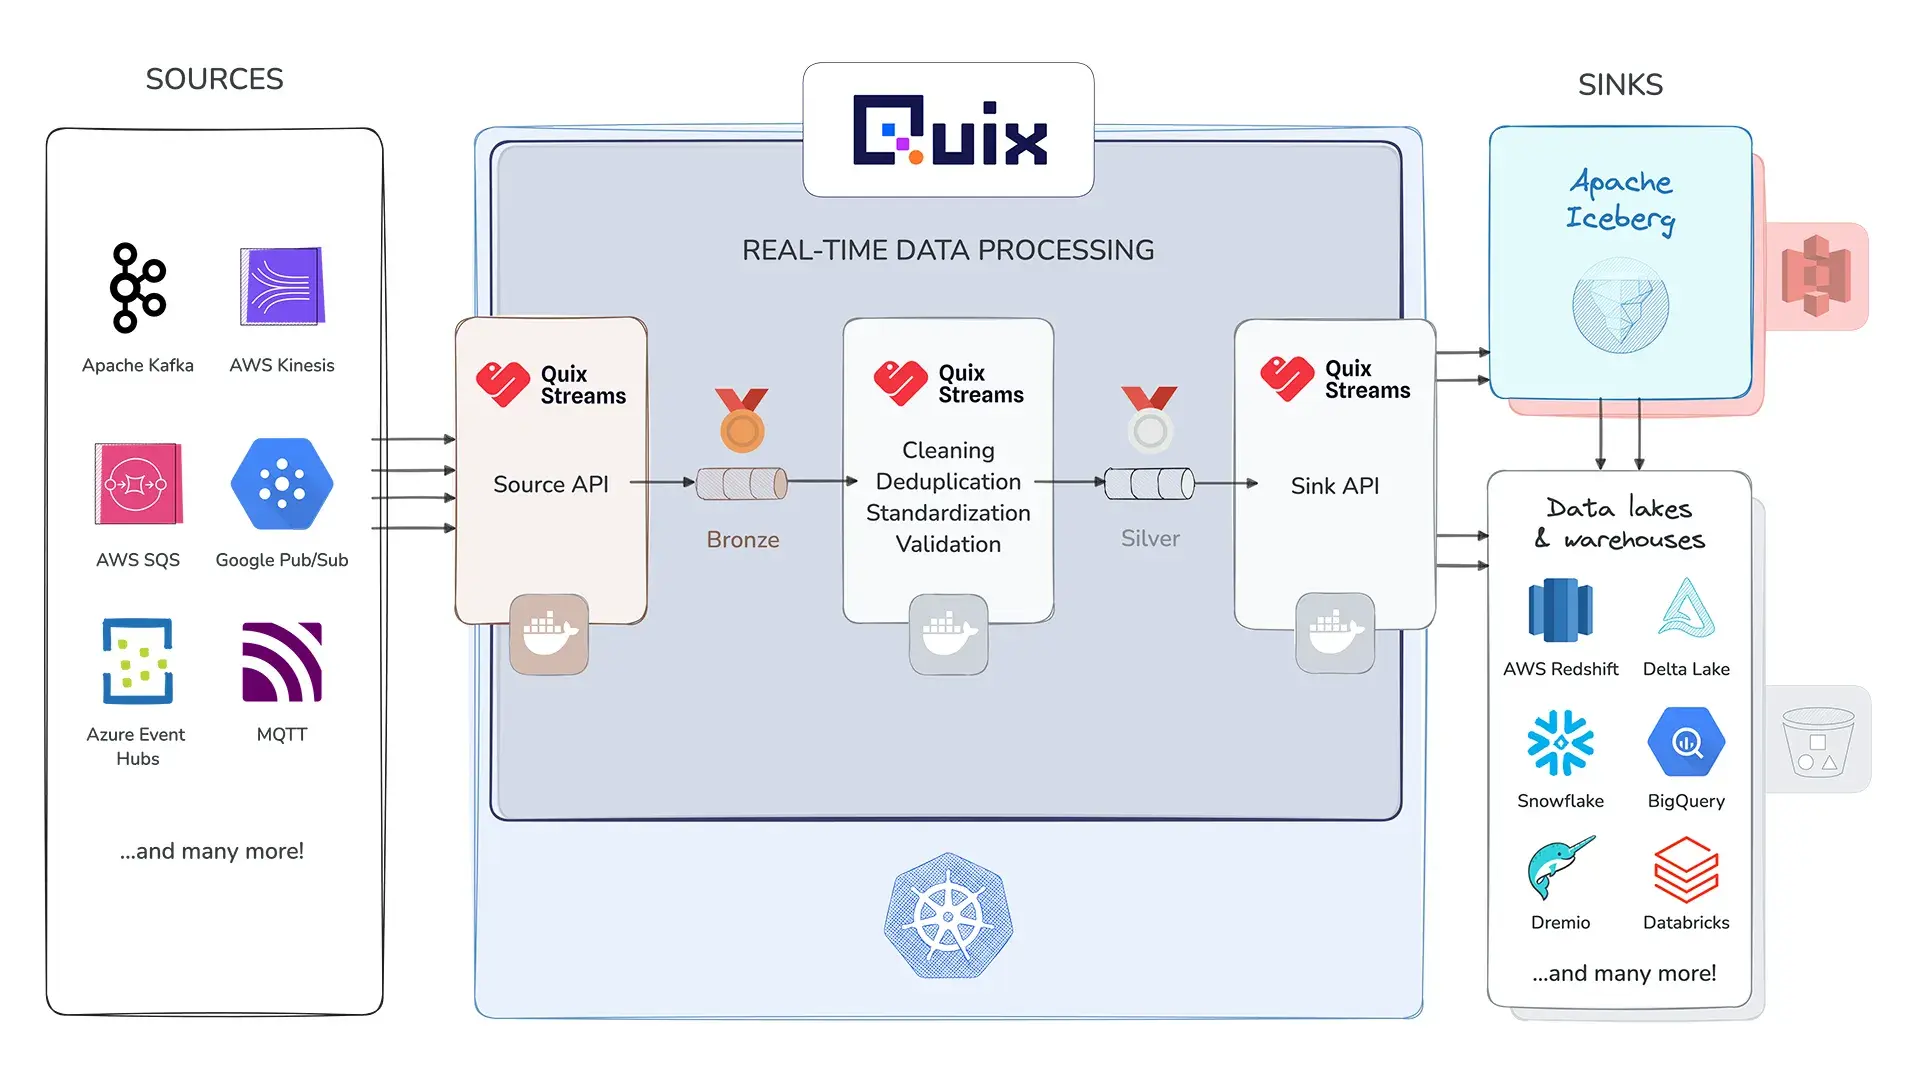 SOURCES
Apache Kafka
AWS Kinesis
AWS SQS
Google Pub/Sub
Azure Event
Hubs
MQTT
...and many more!
Quix
REAL-TIME DATA PROCESSING
Quix
Streams
Source API
Bronze
Quix
Streams
Cleaning
Deduplication
Standardization
Validation
Silver
Quix
Streams
Sink API
SINKS
Apache
Iceberg
Data lakes
& warehouses
AWS Redshift
Delta Lake
Snowflake
BigQuery
Dremio
Databricks
...and many more!